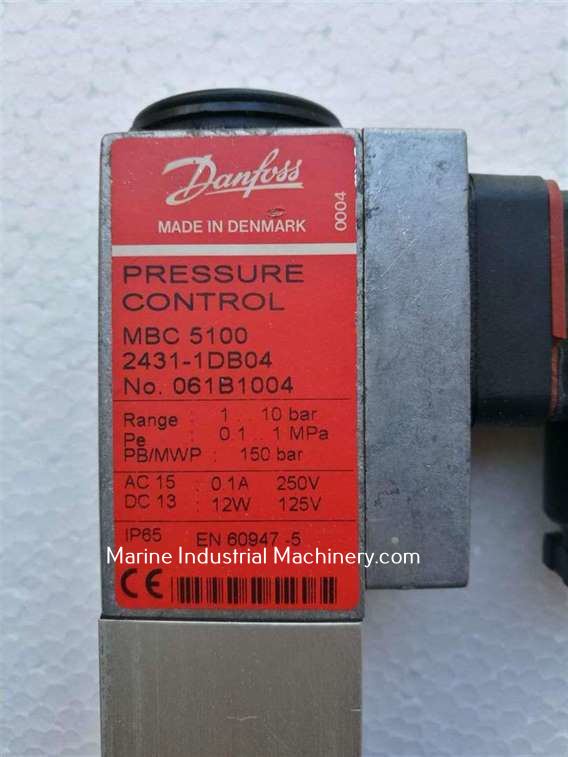 Danfoss
MADE IN DENMARK
0004
PRESSURE
CONTROL
MBC 5100
2431-1DB04
No. 061B1004
Range : 1 .. 10 bar
Pe : 0.1 .. 1 MPa
PB/MWP : 150 bar
AC 15 : 0.1A 250V
DC 13 : 12W 125V
IP65 EN 60947 -5
Marine Industrial Machinery.com
CE